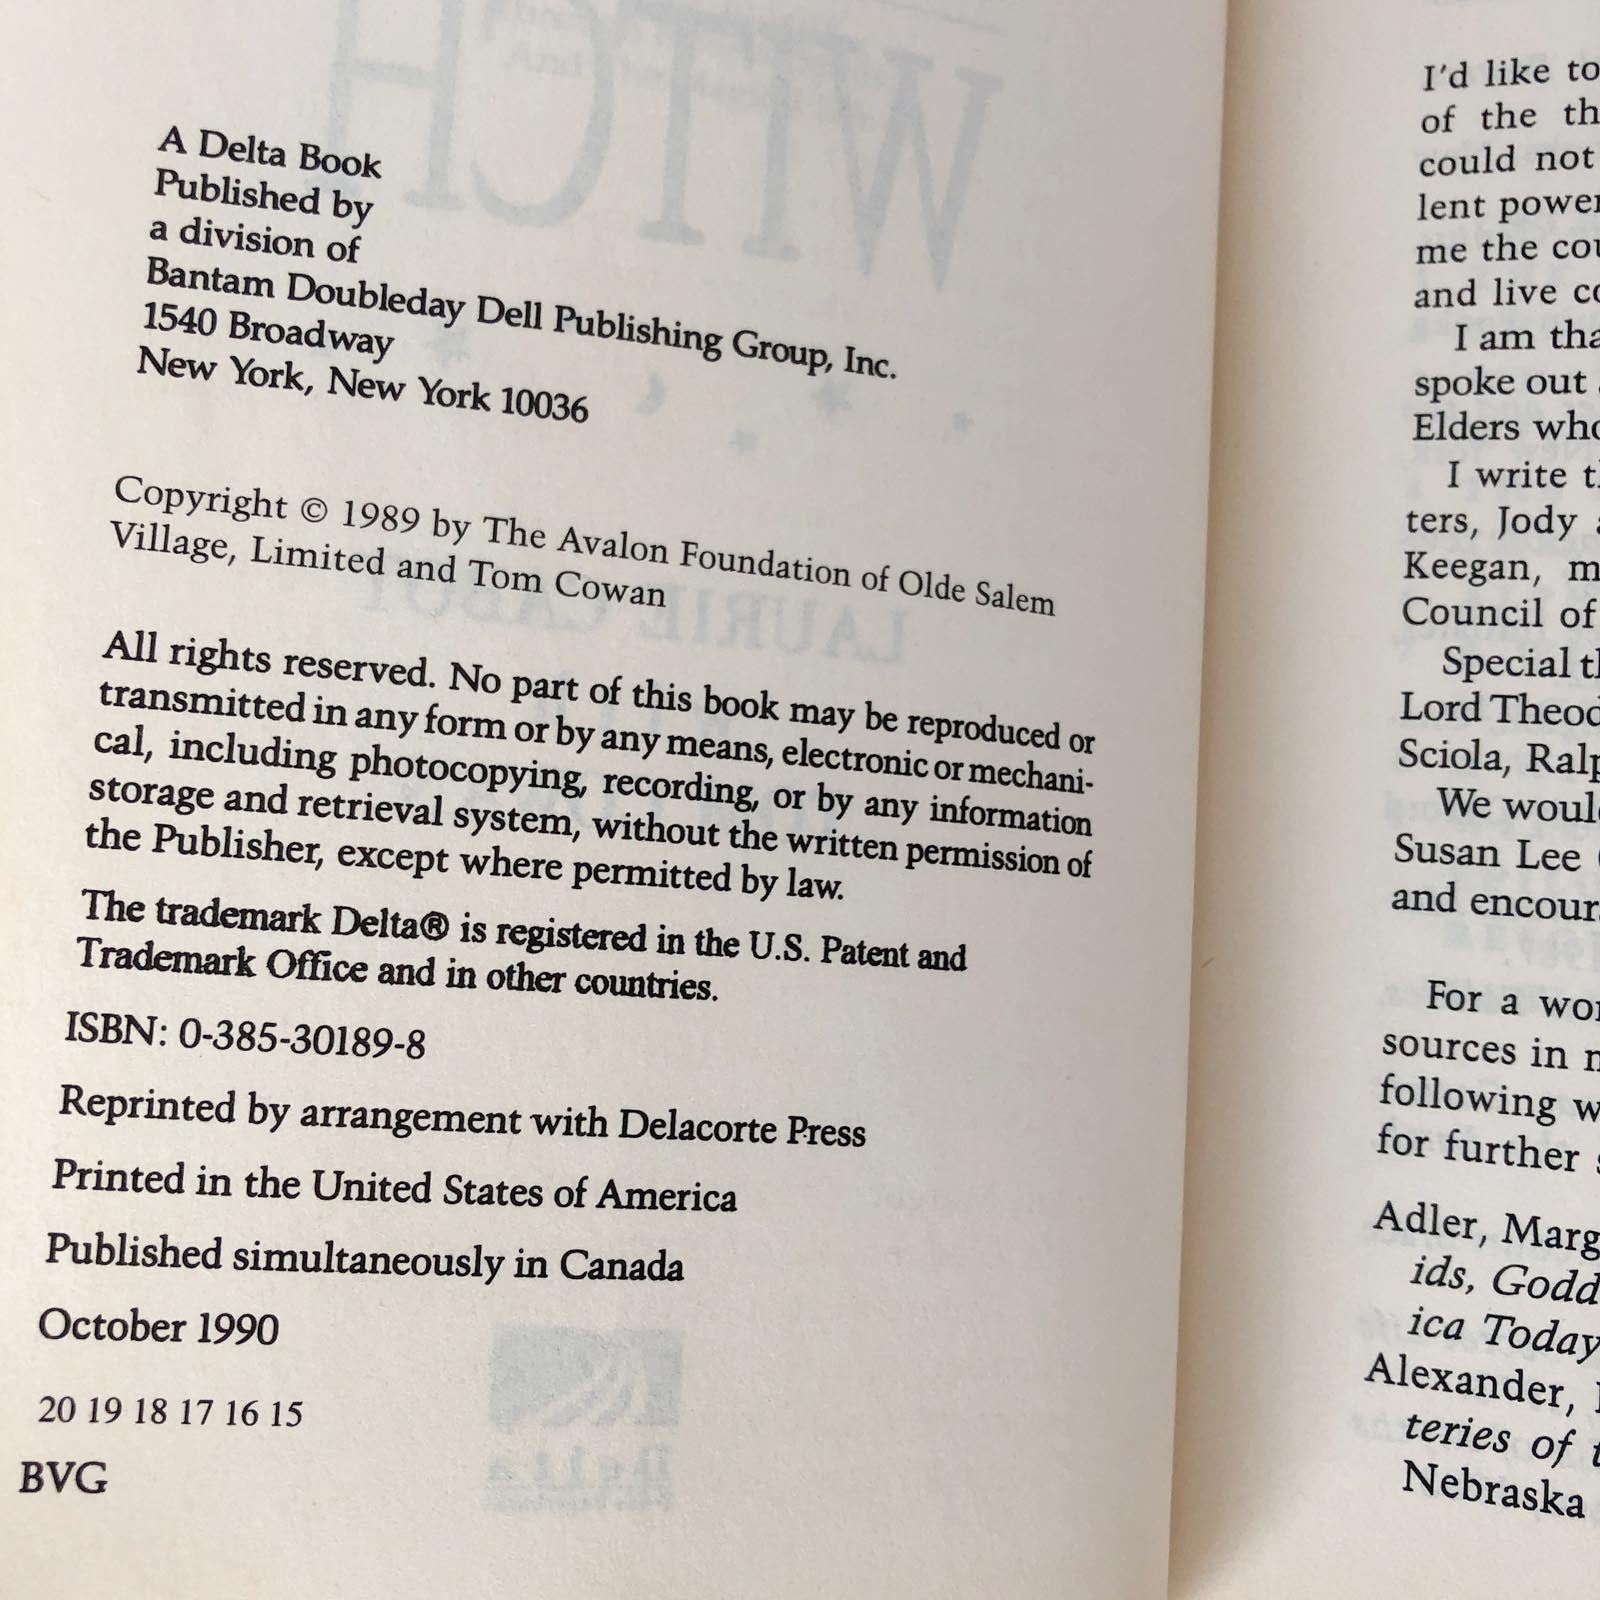 A Delta Book
Published by
a division of
Bantam Doubleday Dell Publishing Group, Inc.
1540 Broadway
New York, New York 10036
Copyright © 1989 by The Avalon Foundation of Olde Salem
Village, Limited and Tom Cowan
All rights reserved. No part of this book may be reproduced or
transmitted in any form or by any means, electronic or mechani-
cal, including photocopying, recording, or by any information
storage and retrieval system, without the written permission of
the Publisher, except where permitted by law.
The trademark Delta® is registered in the U.S. Patent and
Trademark Office and in other countries.
ISBN: 0-385-30189-8
Reprinted by arrangement with Delacorte Press
Printed in the United States of America
Published simultaneously in Canada
October 1990
20 19 18 17 16 15
BVG
WITCH
LAURIE CABOT
Delta
I'd like to
of the th
could not
lent power
me the cou
and live co
I am tha
spoke out
Elders who
I write t
ters, Jody
Keegan, m
Council of
Special t
Lord Theod
Sciola, Ralp
We would
Susan Lee
and encour
For a wor
sources in
following w
for further
Adler, Marg
ids, Godd
ica Today
Alexander,
teries of
Nebraska